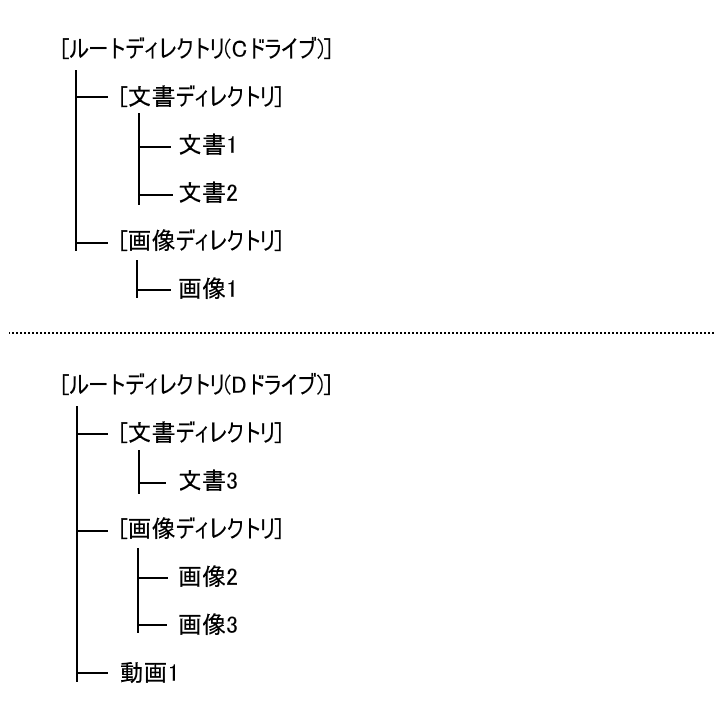 [ルートディレクトリ(Cドライブ)]
[文書ディレクトリ]
文書1
文書2
[画像ディレクトリ]
画像1
[ルートディレクトリ(Dドライブ)]
[文書ディレクトリ]
文書3
[画像ディレクトリ]
画像2
画像3
動画1